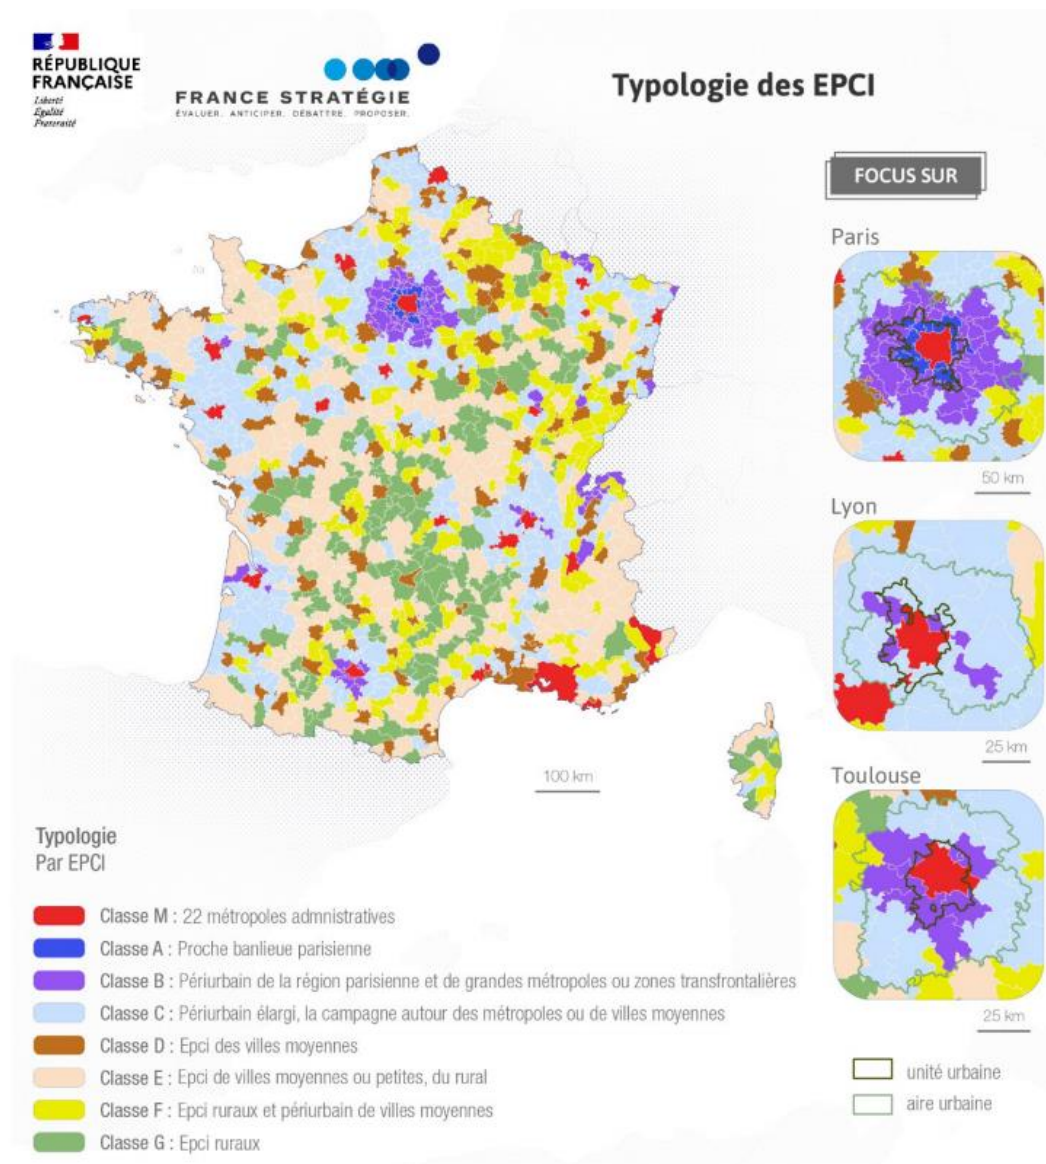 RÉPUBLIQUE
FRANÇAISE
Liberté
Égalité
Fraternité
FRANCE STRATÉGIE
ÉVALUER. ANTICIPER. DÉBATTRE. PROPOSER.
Typologie des EPCI
FOCUS SUR
Paris
50 km
Lyon
25 km
Toulouse
25 km
100 km
Typologie
Par EPCI
Classe M : 22 métropoles admnistratives
Classe A : Proche banlieue parisienne
Classe B : Périurbain de la région parisienne et de grandes métropoles ou zones transfrontalières
Classe C : Périurbain élargi, la campagne autour des métropoles ou de villes moyennes
Classe D : Epci des villes moyennes
Classe E : Epci de villes moyennes ou petites, du rural
Classe F : Epci ruraux et périurbain de villes moyennes
Classe G : Epci ruraux
unité urbaine
aire urbaine